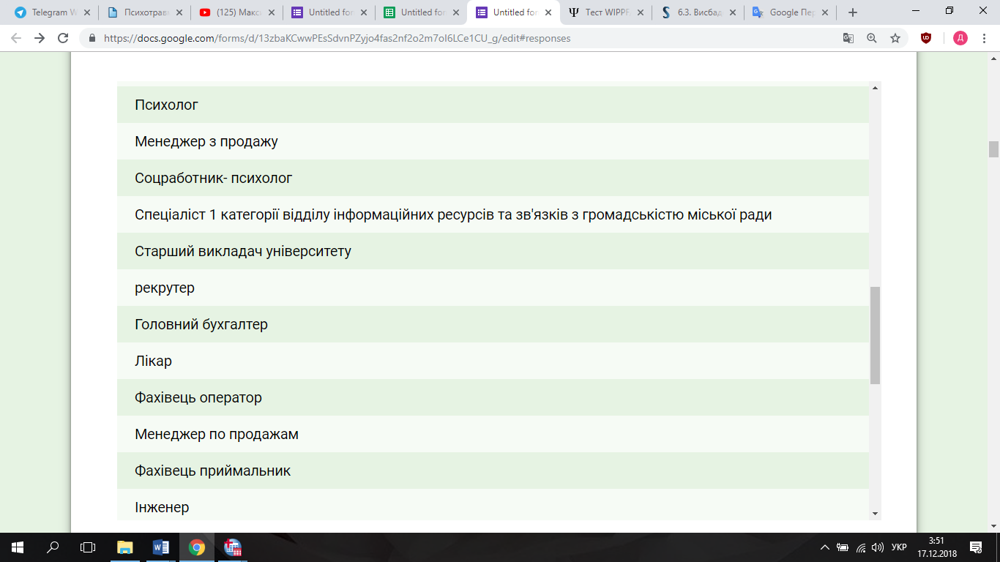 Telegram W
Психотрав
(125) Макс
Untitled for
Untitled for
Untitled for
Тест WIPPF
6.3. Висбад
Google Пер
https://docs.google.com/forms/d/13zbaKCwwPEsSdvnPZyjo4fas2nf2o2m7oI6LCe1CU_g/edit#responses
Д
Психолог
Менеджер з продажу
Соцработник- психолог
Спеціаліст 1 категорії відділу інформаційних ресурсів та зв'язків з громадськістю міської ради
Старший викладач університету
рекрутер
Головний бухгалтер
Лікар
Фахівець оператор
Менеджер по продажам
Фахівець приймальник
Інженер
УКР
3:51
17.12.2018